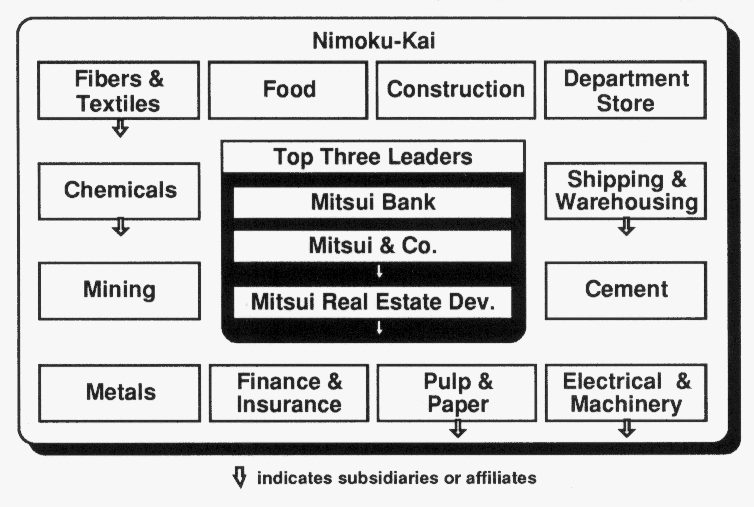 Nimoku-Kai
Fibers &
Textiles
Food
Construction
Department
Store
Top Three Leaders
Chemicals
Mitsui Bank
Shipping &
Warehousing
Mitsui & Co.
Mining
Mitsui Real Estate Dev.
Cement
Metals
Finance &
Insurance
Pulp &
Paper
Electrical &
Machinery
indicates subsidiaries or affiliates